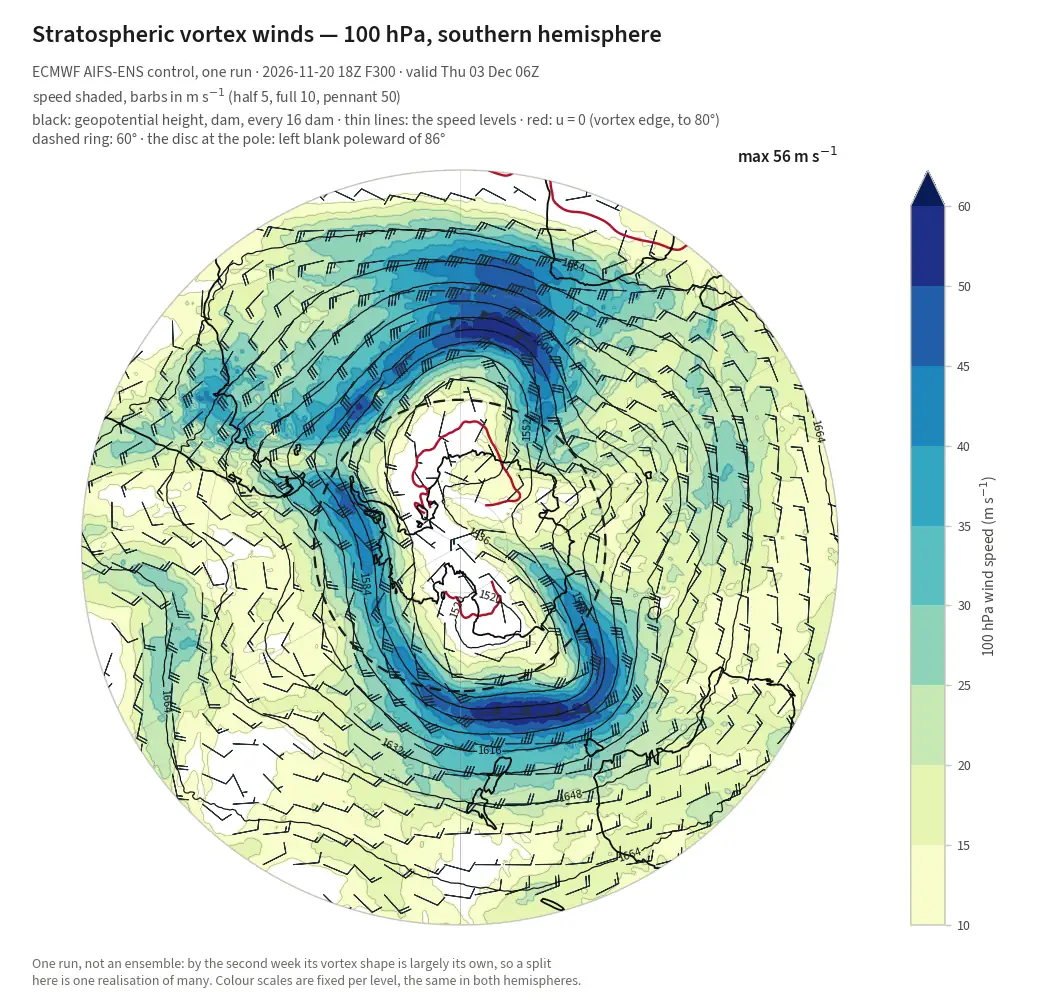 Stratospheric vortex winds — 100 hPa, southern hemisphere
ECMWF AIFS-ENS control, one run · 2026-11-20 18Z F300 · valid Thu 03 Dec 06Z
speed shaded, barbs in m s⁻¹ (half 5, full 10, pennant 50)
black: geopotential height, dam, every 16 dam · thin lines: the speed levels · red: u = 0 (vortex edge, to 80°)
dashed ring: 60° · the disc at the pole: left blank poleward of 86°
max 56 m s⁻¹
60
50
45
40
35
30
25
20
15
10
100 hPa wind speed (m s⁻¹)
1664
1600
1552
1664
1536
1584
1520
1664
1632
1616
1648
1664
One run, not an ensemble: by the second week its vortex shape is largely its own, so a split
here is one realisation of many. Colour scales are fixed per level, the same in both hemispheres.